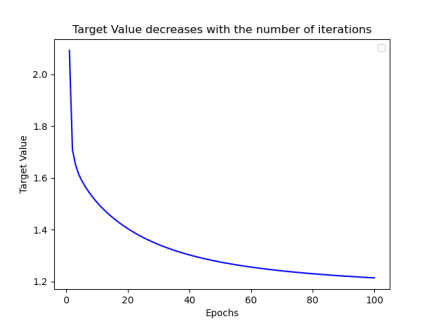 Target Value decreases with the number of iterations
2.0
1.8
1.6
1.4
1.2
Target Value
0 20 40 60 80 100
Epochs